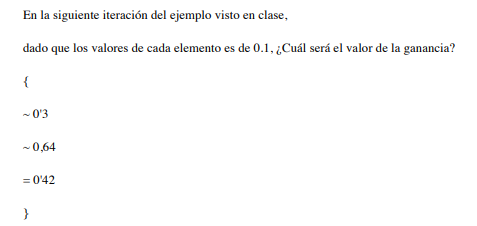 En la siguiente iteración del ejemplo visto en clase,
dado que los valores de cada elemento es de 0.1, ¿Cuál será el valor de la ganancia?
{
~ 0'3
~ 0,64
= 0'42
}